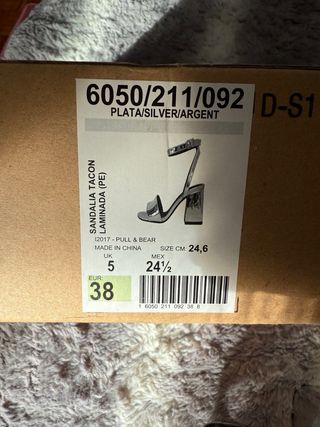 6050/211/092
D-S1
PLATA/SILVER/ARGENT
SANDALIA TACON
LAMINADA (PE)
I2017 - PULL & BEAR
MADE IN CHINA SIZE CM: 24,6
UK MEX
5 24½
EUR:
38
1 6050 211 092 38 8